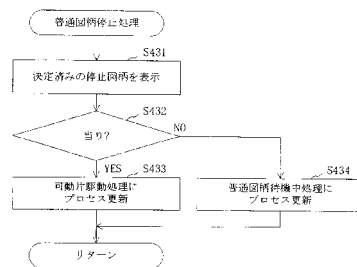 普通図柄停止処理
S431
決定済みの停止図柄を表示
S432
当り?
NO
YES
S433
可動片駆動処理に
プロセス更新
S434
普通図柄待機中処理に
プロセス更新
リターン